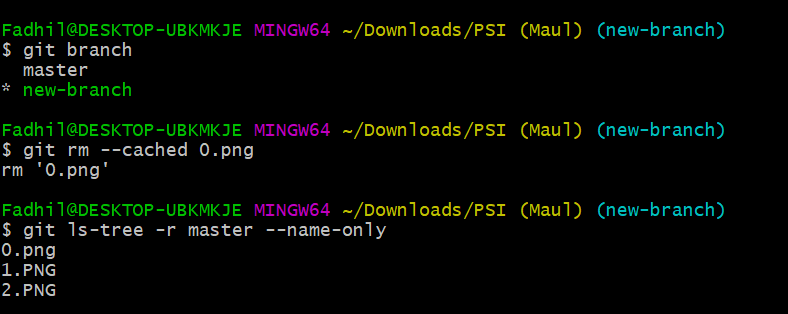 Fadhil@DESKTOP-UBKMKJE MINGW64 ~/Downloads/PSI (Maul) (new-branch)
$ git branch
  master
* new-branch
Fadhil@DESKTOP-UBKMKJE MINGW64 ~/Downloads/PSI (Maul) (new-branch)
$ git rm --cached 0.png
rm '0.png'
Fadhil@DESKTOP-UBKMKJE MINGW64 ~/Downloads/PSI (Maul) (new-branch)
$ git ls-tree -r master --name-only
0.png
1.PNG
2.PNG